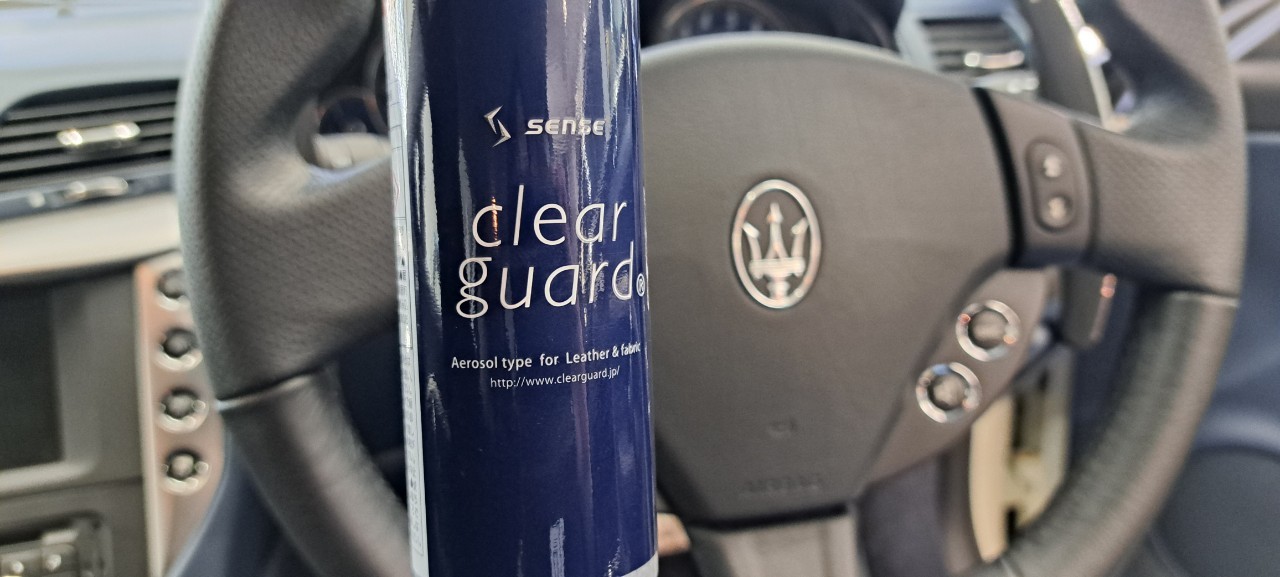 SENSE
clear
guard®
Aerosol type for Leather & fabric
http://www.clearguard.jp/